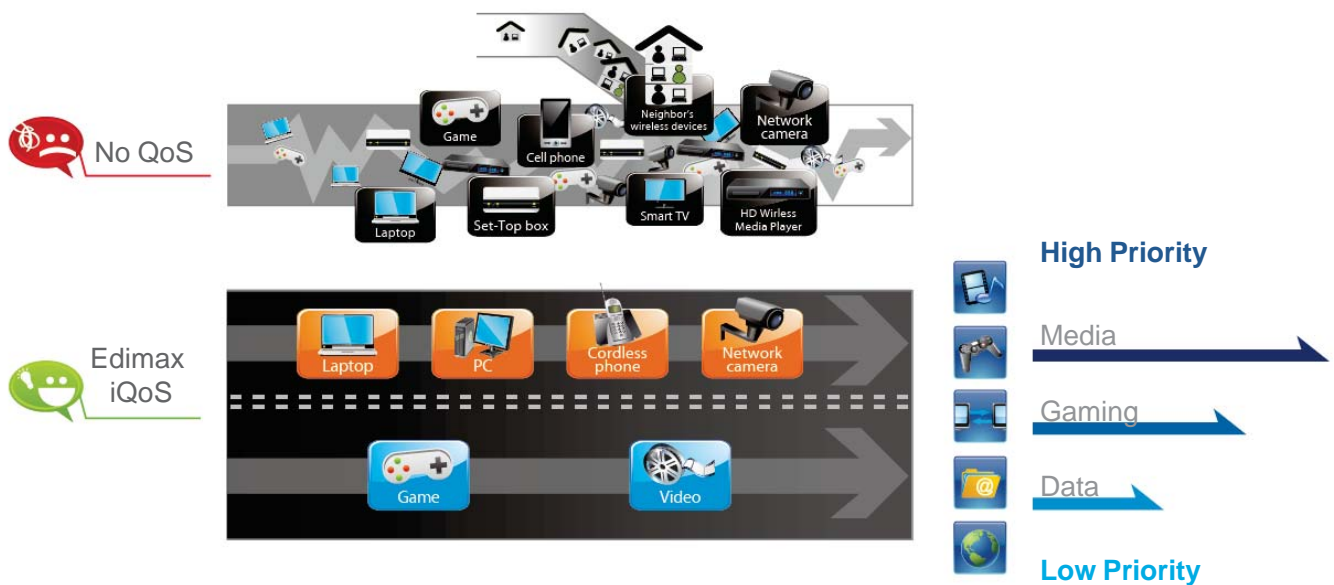 No QoS
Game
Cell phone
Neighbor's
wireless devices
Network
camera
Laptop
Set-Top box
Smart TV
HD Wirless
Media Player
Edimax
iQoS
Laptop
PC
Cordless
phone
Network
camera
Game
Video
High Priority
Media
Gaming
Data
@
Low Priority